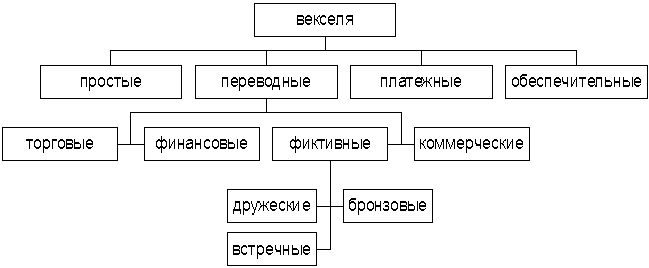 векселя
простые
переводные
платежные
обеспечительные
торговые
финансовые
фиктивные
коммерческие
дружеские
бронзовые
встречные